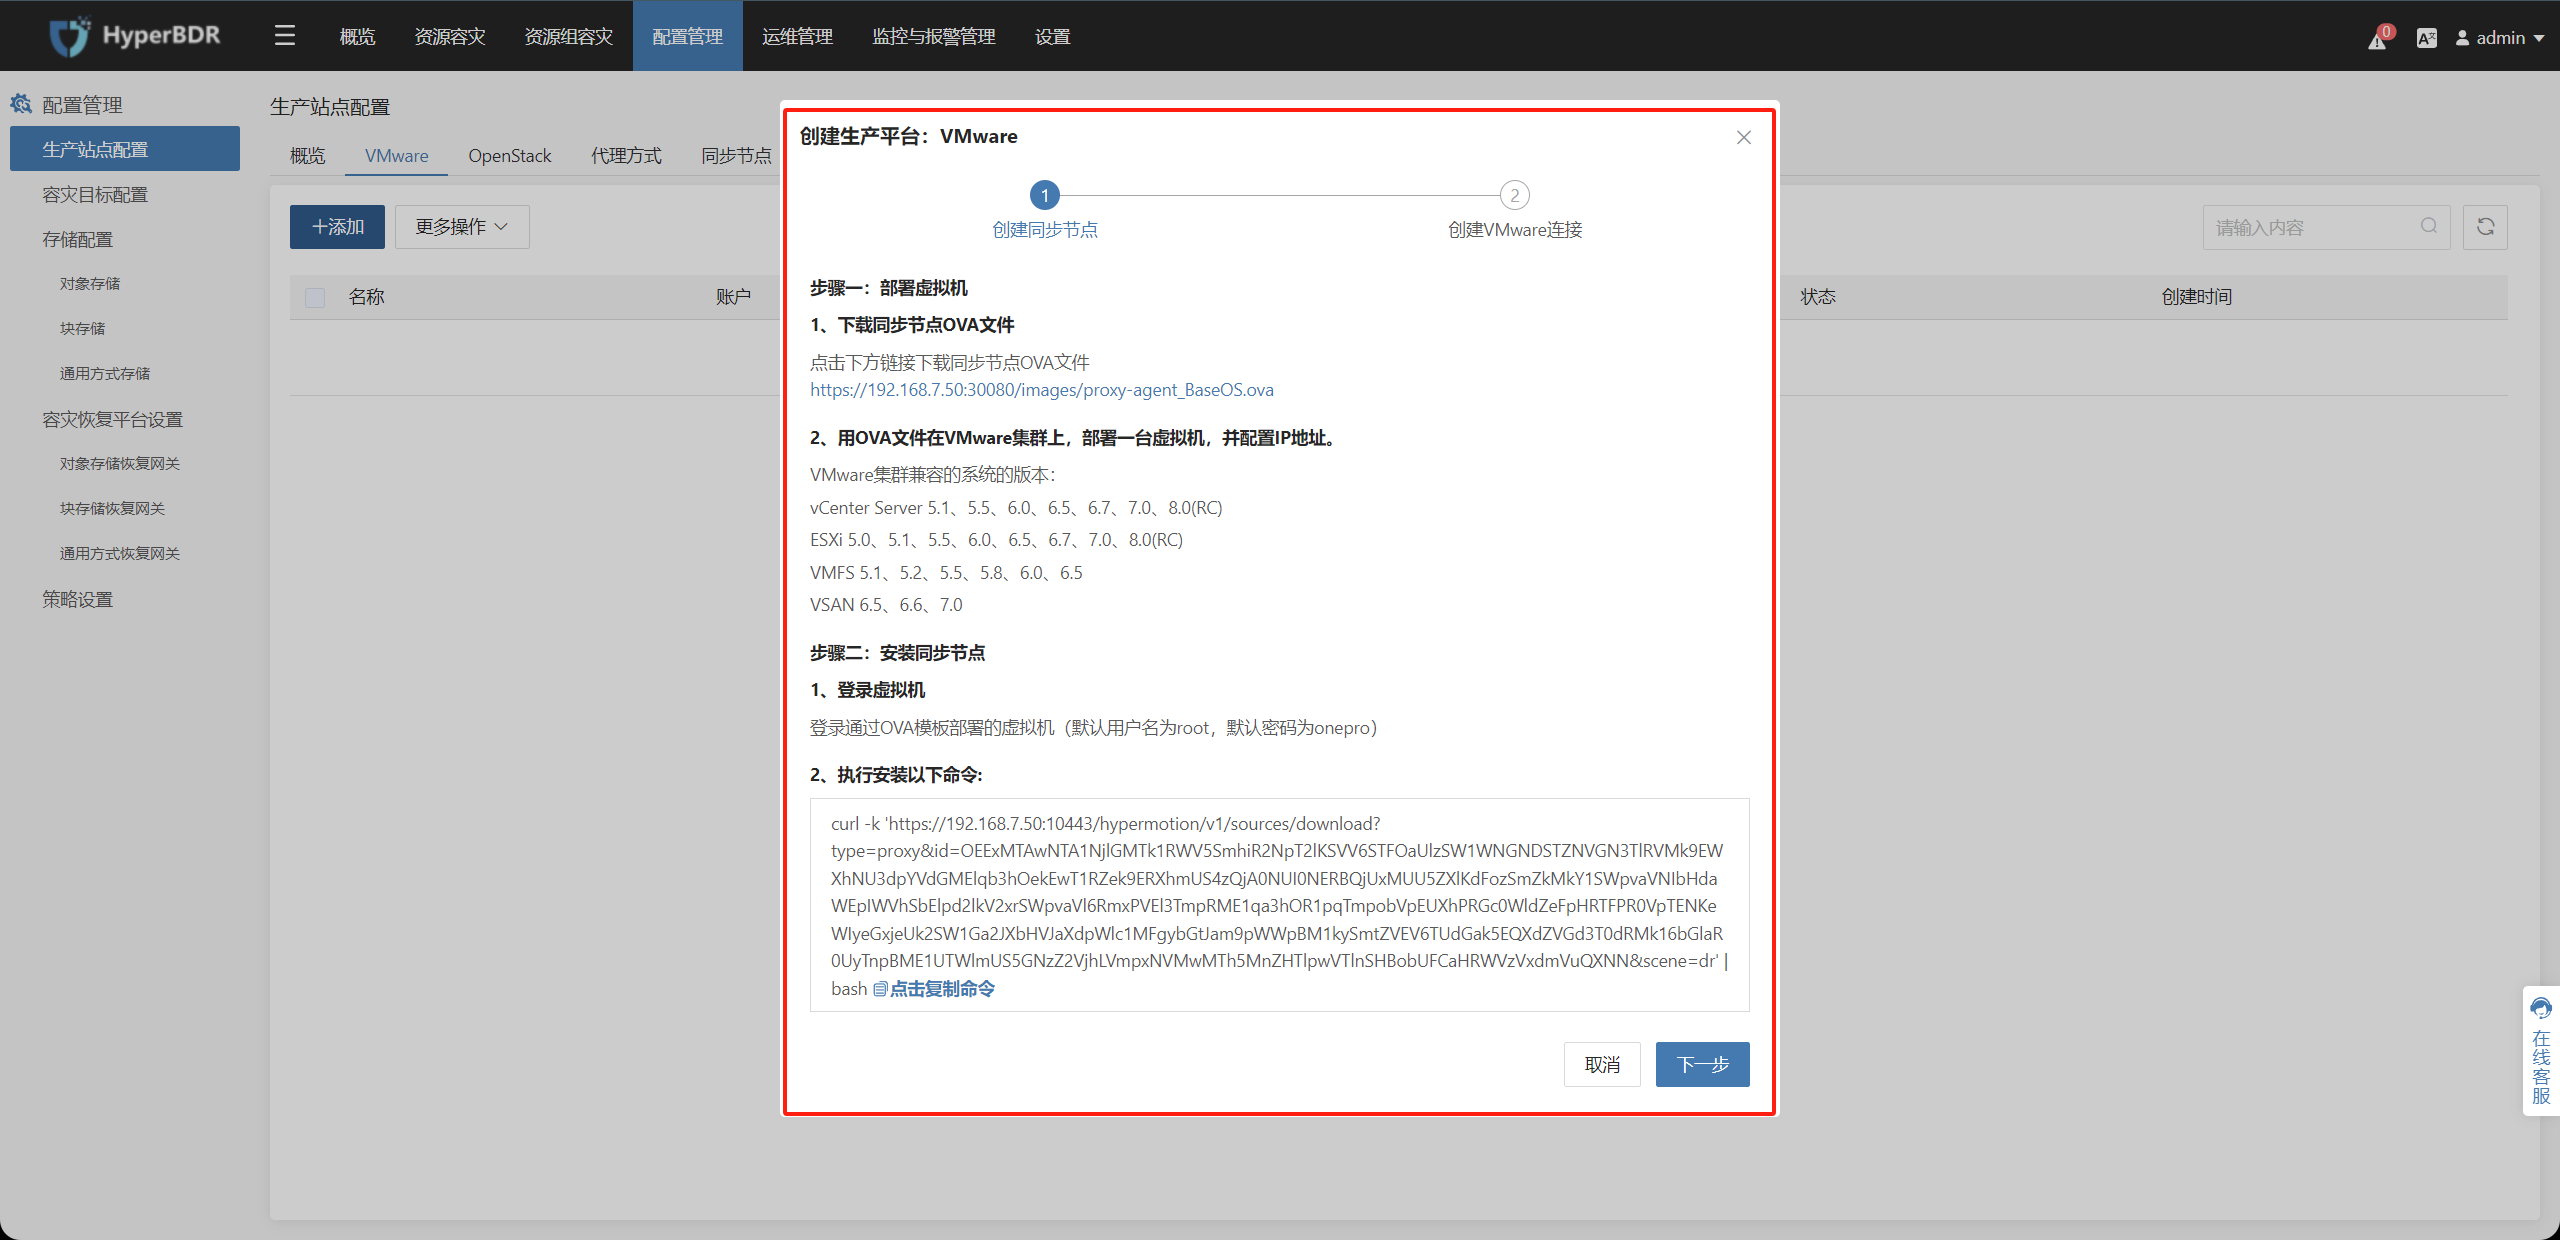 HyperBDR
概览
资源容灾
资源组容灾
配置管理
运维管理
监控与报警管理
设置
0
admin
配置管理
生产站点配置
容灾目标配置
存储配置
对象存储
块存储
通用方式存储
容灾恢复平台设置
对象存储恢复网关
块存储恢复网关
通用方式恢复网关
策略设置
生产站点配置
概览
VMware
OpenStack
代理方式
同步节点
十添加
更多操作
请输入内容
名称
账户
状态
创建时间
创建生产平台：VMware
1
2
创建同步节点
创建VMware连接
步骤一：部署虚拟机
1、下载同步节点OVA文件
点击下方链接下载同步节点OVA文件
https://192.168.7.50:30080/images/proxy-agent_BaseOS.ova
2、用OVA文件在VMware集群上，部署一台虚拟机，并配置IP地址。
VMware集群兼容的系统的版本：
vCenter Server 5.1、5.5、6.0、6.5、6.7、7.0、8.0(RC)
ESXi 5.0、5.1、5.5、6.0、6.5、6.7、7.0、8.0(RC)
VMFS 5.1、5.2、5.5、5.8、6.0、6.5
VSAN 6.5、6.6、7.0
步骤二：安装同步节点
1、登录虚拟机
登录通过OVA模板部署的虚拟机（默认用户名为root，默认密码为onepro）
2、执行安装以下命令:
curl -k 'https://192.168.7.50:10443/hypermotion/v1/sources/download?
type=proxy&id=OEExMTAwNTA1NjlGMTk1RWV5SmhiR2NpT2lKSVV6STFOaUlzSW1WNGNDSTZNVGN3TlRVMk9EW
XhNU3dpYVdGMElqb3hOekEwT1RZek9ERXhmUS4zQjA0NUI0NERBQjUxMUU5ZXlKdFozSmZkMkY1SWpvaVNIbHda
WEpIWVhSbElpd2lkV2xrSWpvaVl6RmxPVEl3TmpRME1qa3hOR1pqTmpobVpEUXhPRGc0WldZeFpHRTFPR0VpTENKe
WIyeGxjeUk2SW1Ga2JXbHVJaXdpWlc1MFgybGtJam9pWWpBM1kySmtZVEV6TUdGak5EQXdZVGd3T0dRMk16bGlaR
0UyTnpBME1UTWlmUS5GNzZ2VjhLVmpxNVMwMTh5MnZHTlpwVTlnSHBobUFCaHRWVzVxdmVuQXNN&scene=dr' |
bash 点击复制命令
取消
下一步
在线客服